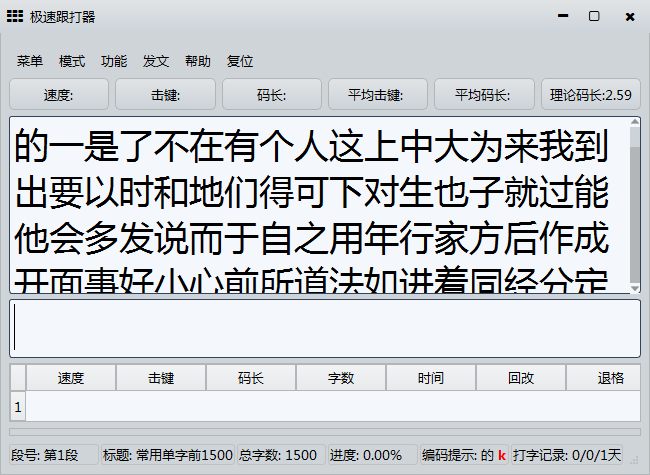 极速跟打器
菜单 模式 功能 发文 帮助 复位
速度: 击键: 码长: 平均击键: 平均码长: 理论码长:2.59
的一是了不在有个人这上中大为来我到
出要以时和地们得可下对生也子就过能
他会多发说而于自之用年行家方后作成
开面事好小心前所道法如进着同经分定
速度 击键 码长 字数 时间 回改 退格
1
段号: 第1段 标题: 常用单字前1500 总字数: 1500 进度: 0.00% 编码提示: 的 k 打字记录: 0/0/1天